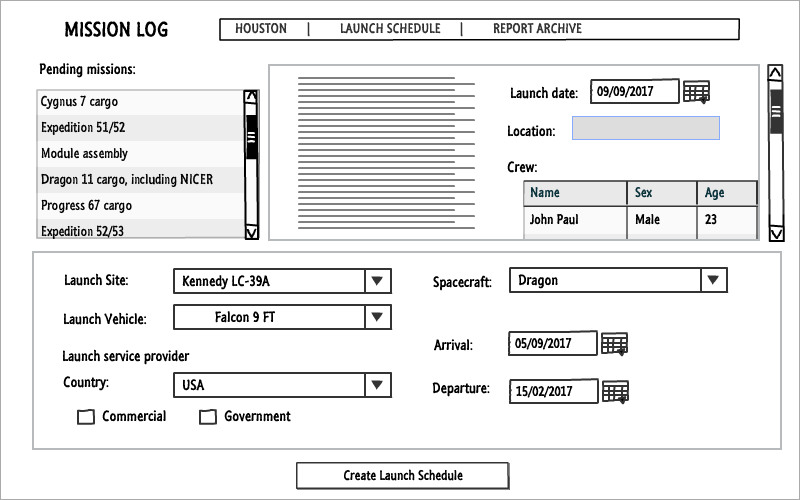 MISSION LOG
HOUSTON | LAUNCH SCHEDULE | REPORT ARCHIVE
Pending missions:
Cygnus 7 cargo
Expedition 51/52
Module assembly
Dragon 11 cargo, including NICER
Progress 67 cargo
Expedition 52/53
Launch date: 09/09/2017
Location:
Crew:
Name Sex Age
John Paul Male 23
Launch Site: Kennedy LC-39A
Launch Vehicle: Falcon 9 FT
Launch service provider
Country: USA
Commercial Government
Spacecraft: Dragon
Arrival: 05/09/2017
Departure: 15/02/2017
Create Launch Schedule